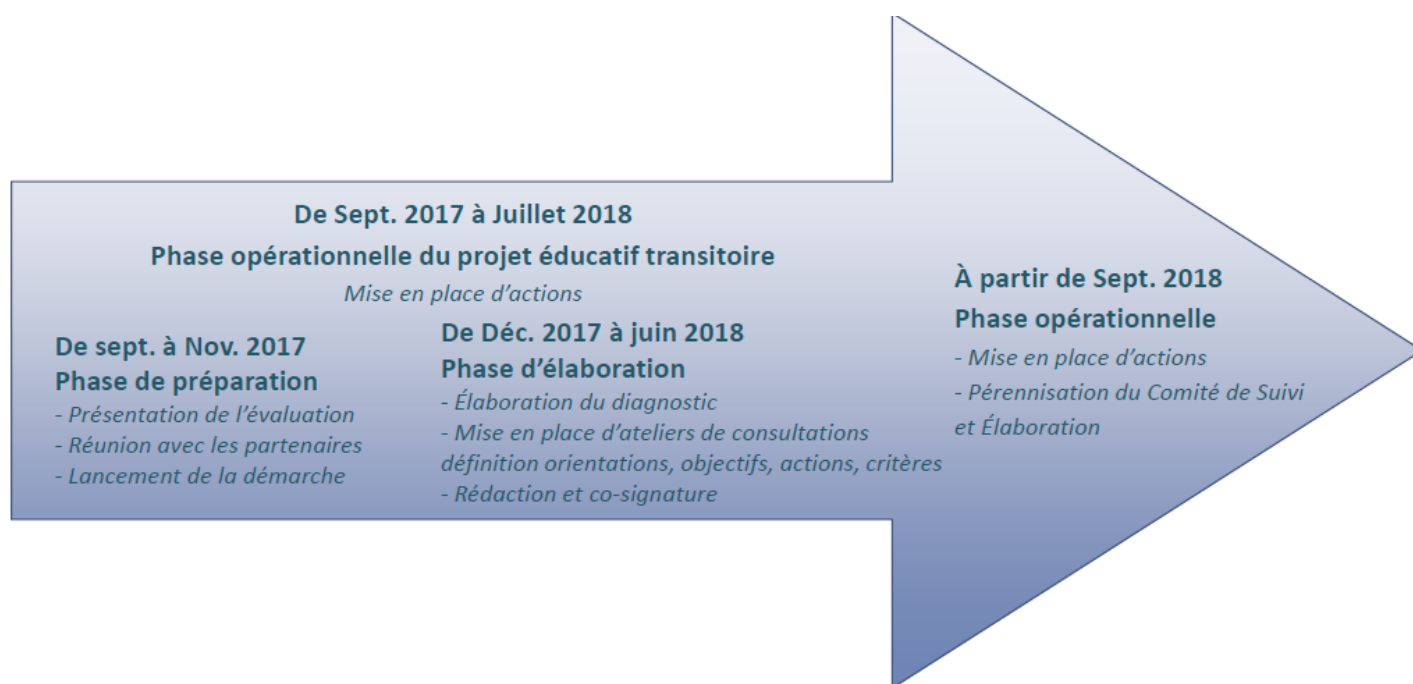 De Sept. 2017 à Juillet 2018
Phase opérationnelle du projet éducatif transitoire
Mise en place d’actions
De sept. à Nov. 2017
Phase de préparation
- Présentation de l’évaluation
- Réunion avec les partenaires
- Lancement de la démarche
De Déc. 2017 à juin 2018
Phase d’élaboration
- Élaboration du diagnostic
- Mise en place d’ateliers de consultations
définition orientations, objectifs, actions, critères
- Rédaction et co-signature
À partir de Sept. 2018
Phase opérationnelle
- Mise en place d’actions
- Pérennisation du Comité de Suivi
et Élaboration